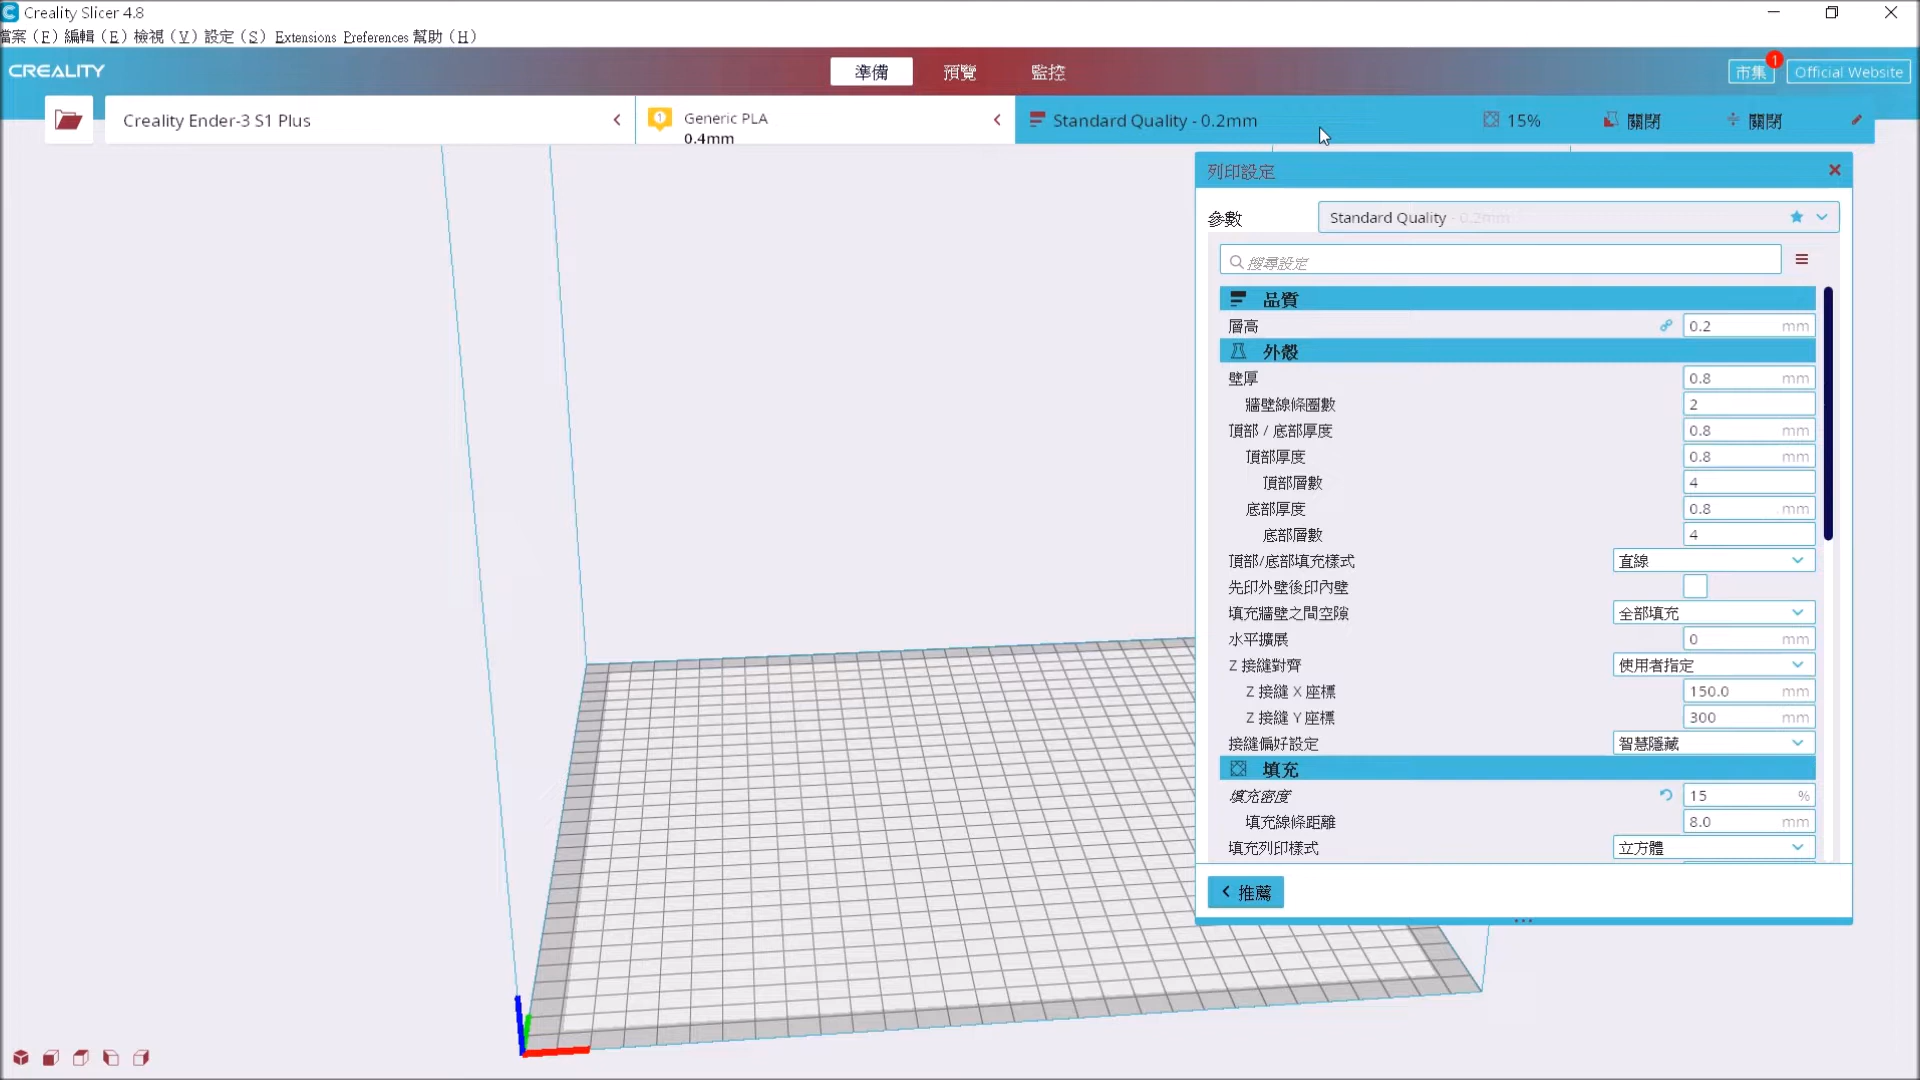 Creality Slicer 4.8
檔案 (F) 編輯 (E) 檢視 (V) 設定 (S) Extensions Preferences 幫助 (H)
CREALITY
準備
預覽
監控
市集
1
Official Website
Creality Ender-3 S1 Plus
1
Generic PLA
0.4mm
Standard Quality - 0.2mm
15%
關閉
關閉
列印設定
參數
Standard Quality - 0.2mm
搜尋設定
品質
層高 0.2 mm
外殼
壁厚 0.8 mm
牆壁線條圈數 2
頂部 / 底部厚度 0.8 mm
頂部厚度 0.8 mm
頂部層數 4
底部厚度 0.8 mm
底部層數 4
頂部/底部填充樣式 直線
先印外壁後印內壁
填充牆壁之間空隙 全部填充
水平擴展 0 mm
Z 接縫對齊 使用者指定
Z 接縫 X 座標 150.0 mm
Z 接縫 Y 座標 300 mm
接縫偏好設定 智慧隱藏
填充
填充密度 15 %
填充線條距離 8.0 mm
填充列印樣式 立方體
推薦